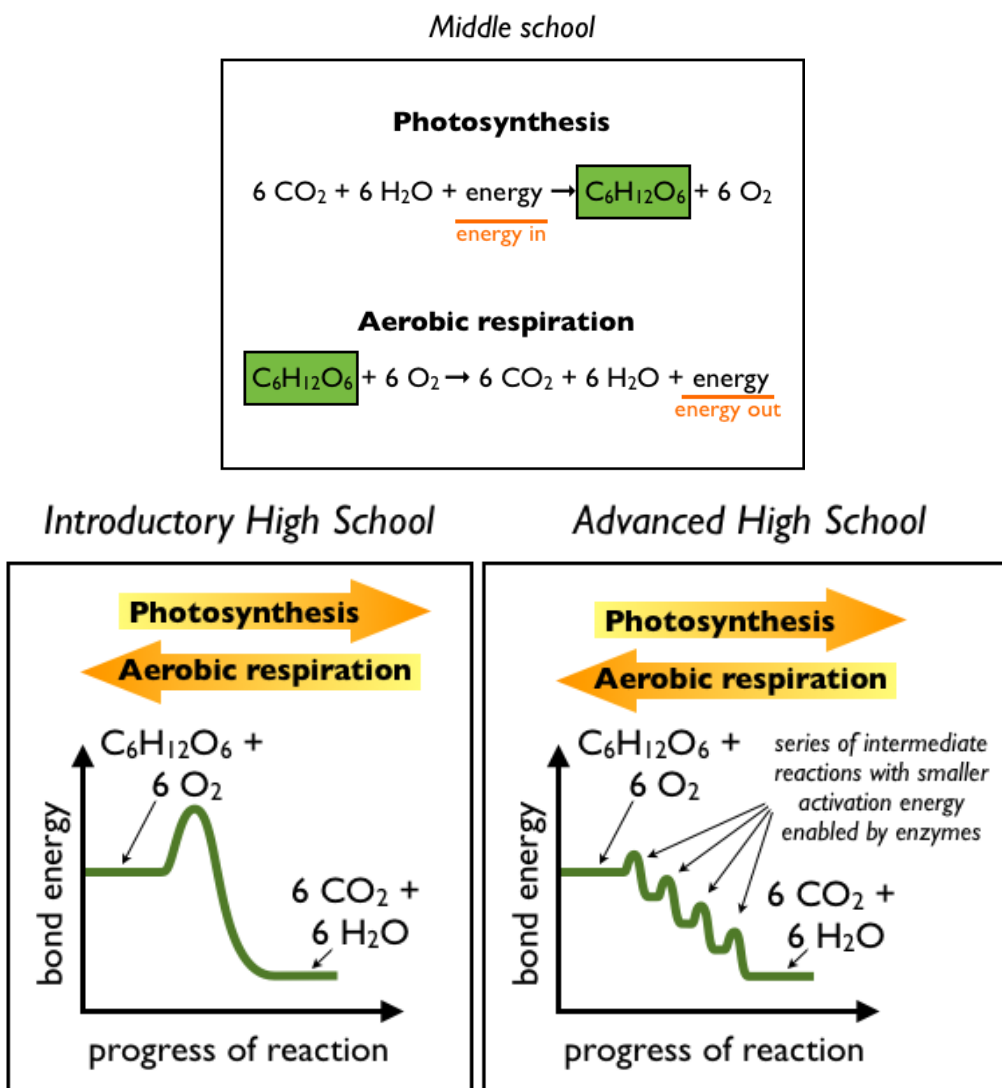 Middle school
Photosynthesis
6 CO₂ + 6 H₂O + energy → C₆H₁₂O₆ + 6 O₂
energy in
Aerobic respiration
C₆H₁₂O₆ + 6 O₂ → 6 CO₂ + 6 H₂O + energy
energy out
Introductory High School
Photosynthesis
Aerobic respiration
C₆H₁₂O₆ +
6 O₂
6 CO₂ +
6 H₂O
bond energy
progress of reaction
Advanced High School
Photosynthesis
Aerobic respiration
C₆H₁₂O₆ +
6 O₂
series of intermediate
reactions with smaller
activation energy
enabled by enzymes
6 CO₂ +
6 H₂O
bond energy
progress of reaction